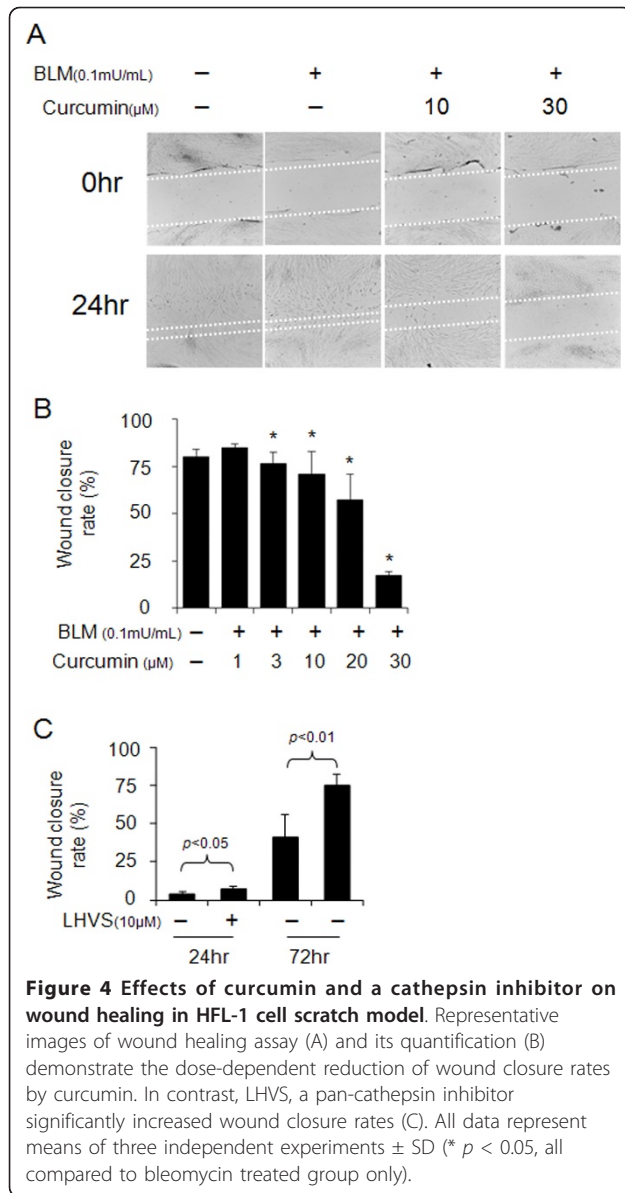 A
BLM(0.1mU/mL) – + + +
Curcumin(µM) – – 10 30
0hr
24hr
B
Wound closure rate (%)
100
75
50
25
0
* * * *
BLM (0.1mU/mL) – + + + + +
Curcumin (µM) – 1 3 10 20 30
C
Wound closure rate (%)
100
75
50
25
0
p<0.05
p<0.01
LHVS(10µM) – + – –
24hr 72hr
Figure 4 Effects of curcumin and a cathepsin inhibitor on
wound healing in HFL-1 cell scratch model. Representative
images of wound healing assay (A) and its quantification (B)
demonstrate the dose-dependent reduction of wound closure rates
by curcumin. In contrast, LHVS, a pan-cathepsin inhibitor
significantly increased wound closure rates (C). All data represent
means of three independent experiments ± SD (* p < 0.05, all
compared to bleomycin treated group only).